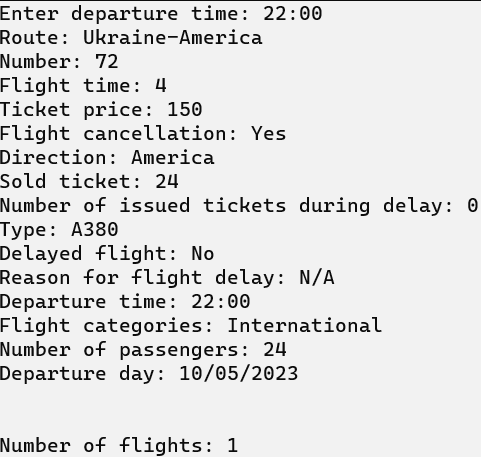 Enter departure time: 22:00
Route: Ukraine-America
Number: 72
Flight time: 4
Ticket price: 150
Flight cancellation: Yes
Direction: America
Sold ticket: 24
Number of issued tickets during delay: 0
Type: A380
Delayed flight: No
Reason for flight delay: N/A
Departure time: 22:00
Flight categories: International
Number of passengers: 24
Departure day: 10/05/2023
Number of flights: 1